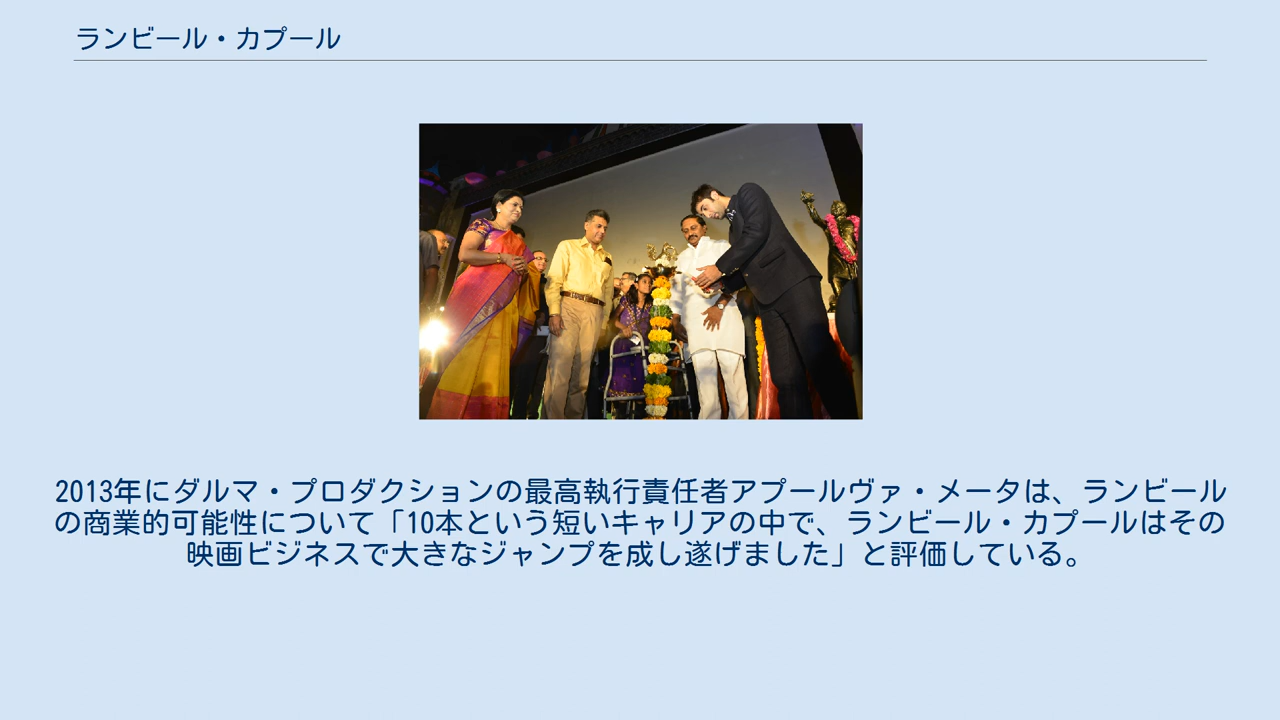 ランビール・カプール
2013年にダルマ・プロダクションの最高執行責任者アプールヴァ・メータは、ランビール
の商業的可能性について「10本という短いキャリアの中で、ランビール・カプールはその
映画ビジネスで大きなジャンプを成し遂げました」と評価している。